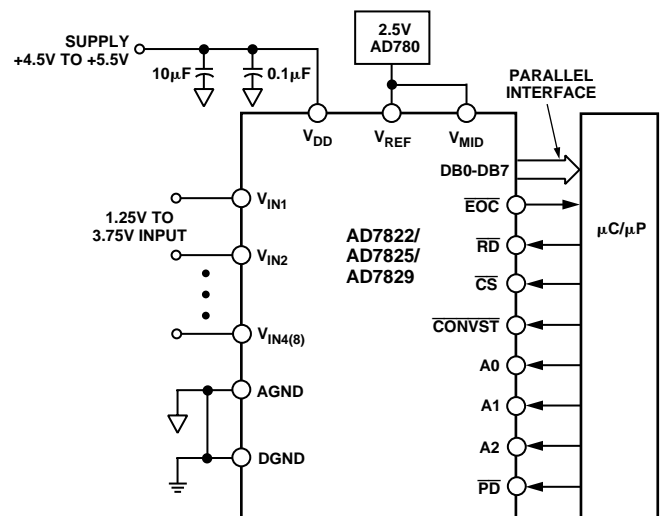 2.5V
AD780
SUPPLY
+4.5V TO +5.5V
10μF
0.1μF
PARALLEL
INTERFACE
VDD
VREF
VMID
DB0-DB7
VIN1
EOC
1.25V TO
3.75V INPUT
AD7822/
AD7825/
AD7829
μC/μP
RD
VIN2
CS
CONVST
VIN4(8)
A0
AGND
A1
A2
DGND
PD